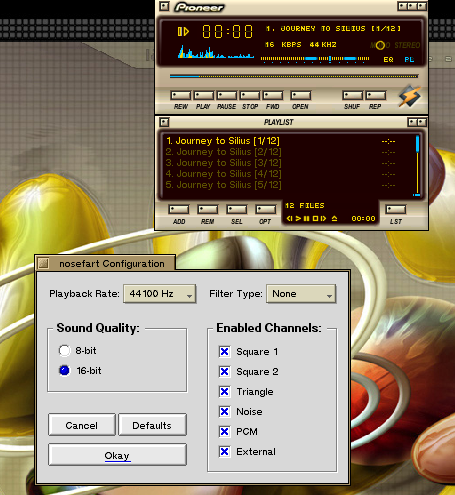 Pioneer
00:00
1. JOURNEY TO SILIUS [1/12]
16 KBPS 44 KHZ
MONO STEREO
EQ PL
REW PLAY PAUSE STOP FWD OPEN SHUF REP
PLAYLIST
1. Journey to Silius [1/12] --:--
2. Journey to Silius [2/12] --:--
3. Journey to Silius [3/12] --:--
4. Journey to Silius [4/12] --:--
5. Journey to Silius [5/12] --:--
12 FILES
00:00
ADD REM SEL OPT LST
nosefart Configuration
Playback Rate: 44100 Hz Filter Type: None
Sound Quality:
8-bit
16-bit
Enabled Channels:
Square 1
Square 2
Triangle
Noise
PCM
External
Cancel Defaults
Okay